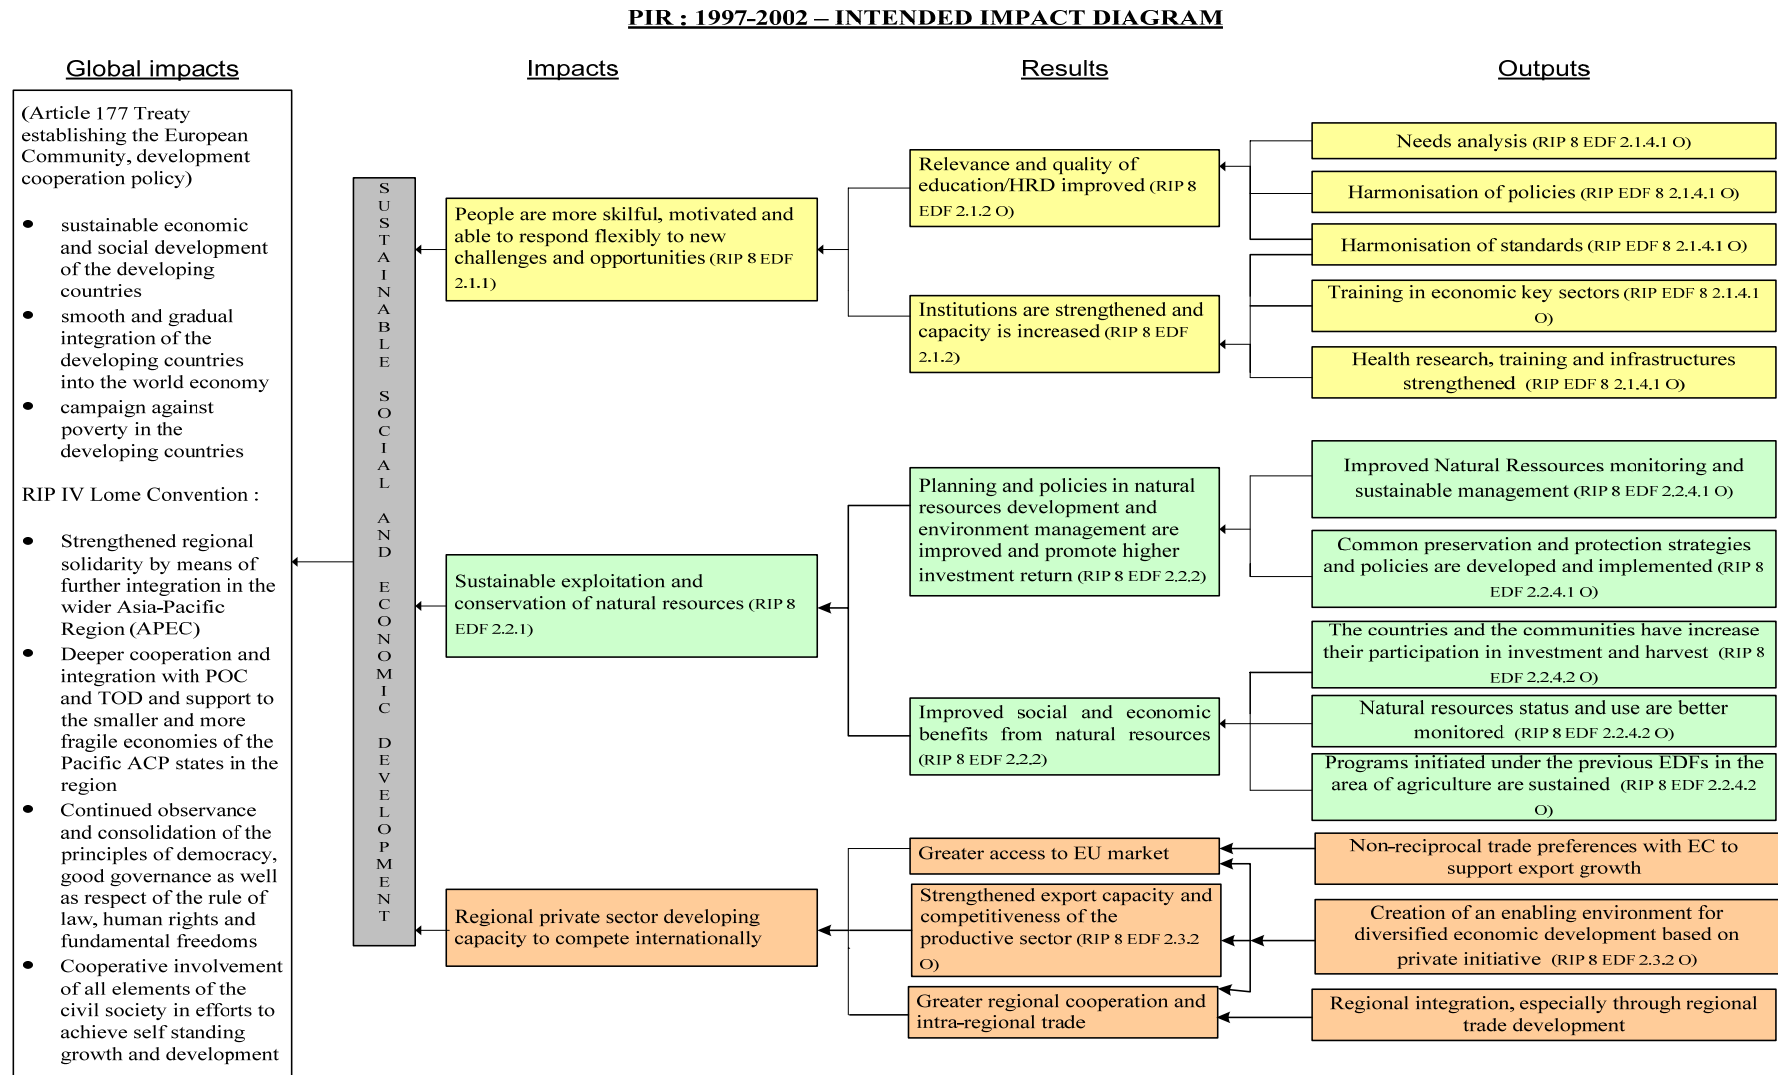 PIR : 1997-2002 – INTENDED IMPACT DIAGRAM
Global impacts
Impacts
Results
Outputs
(Article 177 Treaty
establishing the European
Community, development
cooperation policy)
● sustainable economic
and social development
of the developing
countries
● smooth and gradual
integration of the
developing countries
into the world economy
● campaign against
poverty in the
developing countries
RIP IV Lome Convention :
● Strengthened regional
solidarity by means of
further integration in the
wider Asia-Pacific
Region (APEC)
● Deeper cooperation and
integration with POC
and TOD and support to
the smaller and more
fragile economies of the
Pacific ACP states in the
region
● Continued observance
and consolidation of the
principles of democracy,
good governance as well
as respect of the rule of
law, human rights and
fundamental freedoms
● Cooperative involvement
of all elements of the
civil society in efforts to
achieve self standing
growth and development
SUSTAINABLE SOCIAL AND ECONOMIC DEVELOPMENT
People are more skilful, motivated and
able to respond flexibly to new
challenges and opportunities (RIP 8 EDF
2.1.1)
Sustainable exploitation and
conservation of natural resources (RIP 8
EDF 2.2.1)
Regional private sector developing
capacity to compete internationally
Relevance and quality of
education/HRD improved (RIP 8
EDF 2.1.2 O)
Institutions are strengthened and
capacity is increased (RIP 8 EDF
2.1.2)
Planning and policies in natural
resources development and
environment management are
improved and promote higher
investment return (RIP 8 EDF 2.2.2)
Improved social and economic
benefits from natural resources
(RIP 8 EDF 2.2.2)
Greater access to EU market
Strengthened export capacity and
competitiveness of the
productive sector (RIP 8 EDF 2.3.2
O)
Greater regional cooperation and
intra-regional trade
Needs analysis (RIP 8 EDF 2.1.4.1 O)
Harmonisation of policies (RIP EDF 8 2.1.4.1 O)
Harmonisation of standards (RIP EDF 8 2.1.4.1 O)
Training in economic key sectors (RIP EDF 8 2.1.4.1
O)
Health research, training and infrastructures
strengthened (RIP EDF 8 2.1.4.1 O)
Improved Natural Ressources monitoring and
sustainable management (RIP 8 EDF 2.2.4.1 O)
Common preservation and protection strategies
and policies are developed and implemented (RIP 8
EDF 2.2.4.1 O)
The countries and the communities have increase
their participation in investment and harvest (RIP 8
EDF 2.2.4.2 O)
Natural resources status and use are better
monitored (RIP 8 EDF 2.2.4.2 O)
Programs initiated under the previous EDFs in the
area of agriculture are sustained (RIP 8 EDF 2.2.4.2
O)
Non-reciprocal trade preferences with EC to
support export growth
Creation of an enabling environment for
diversified economic development based on
private initiative (RIP 8 EDF 2.3.2 O)
Regional integration, especially through regional
trade development